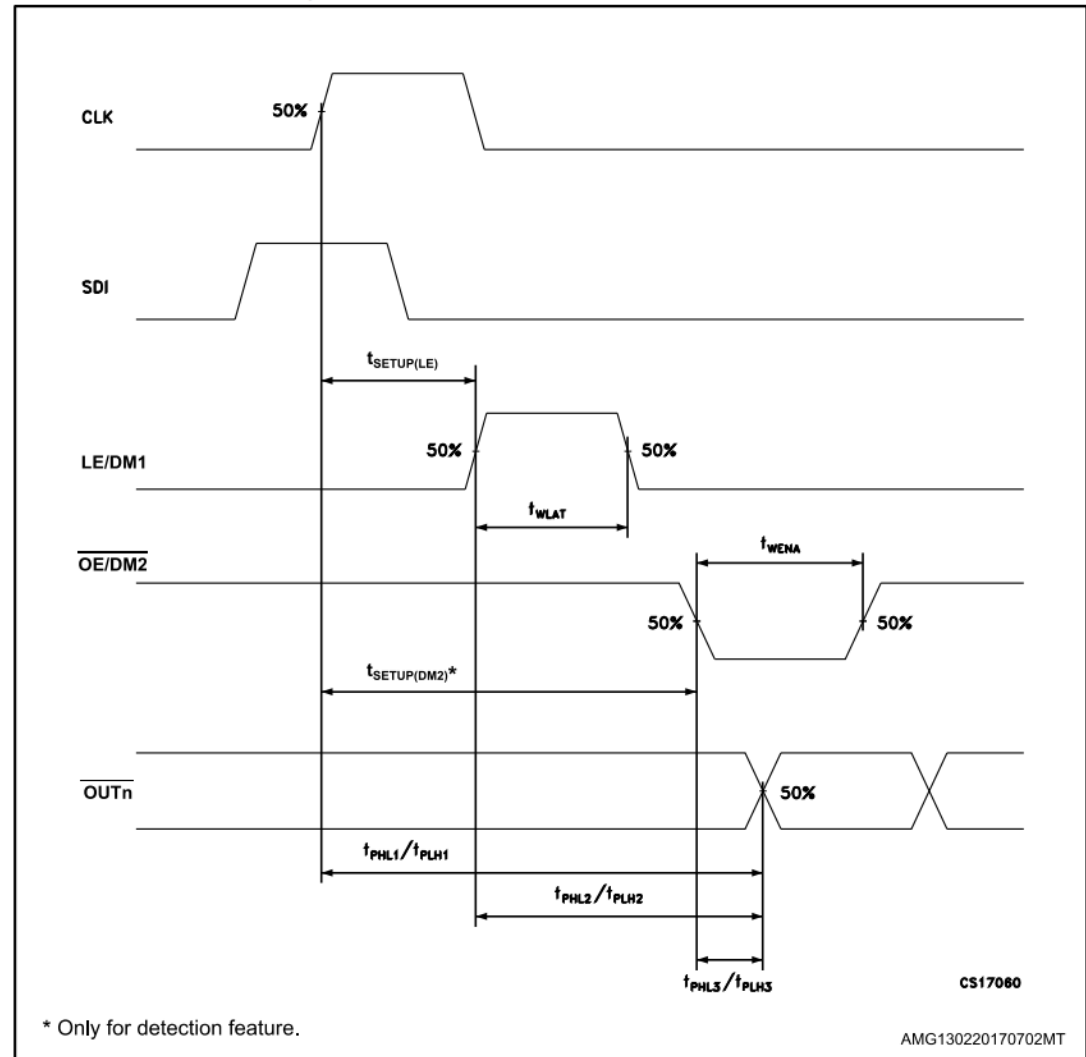 CLK
50%
SDI
tSETUP(LE)
50%
50%
LE/DM1
tWLAT
OE/DM2
tWENA
50%
50%
tSETUP(DM2)*
OUTn
50%
tPHL1/tPLH1
tPHL2/tPLH2
tPHL3/tPLH3
CS17060
* Only for detection feature.
AMG130220170702MT